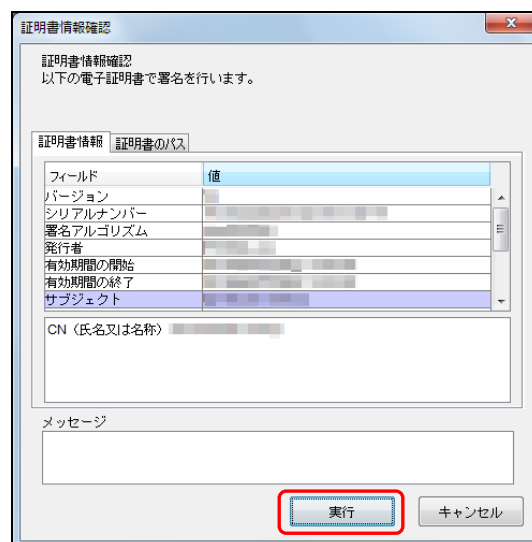 証明書情報確認
証明書情報確認
以下の電子証明書で署名を行います。
証明書情報 証明書のパス
フィールド 値
バージョン
シリアルナンバー
署名アルゴリズム
発行者
有効期間の開始
有効期間の終了
サブジェクト
CN（氏名又は名称）
メッセージ
実行 キャンセル